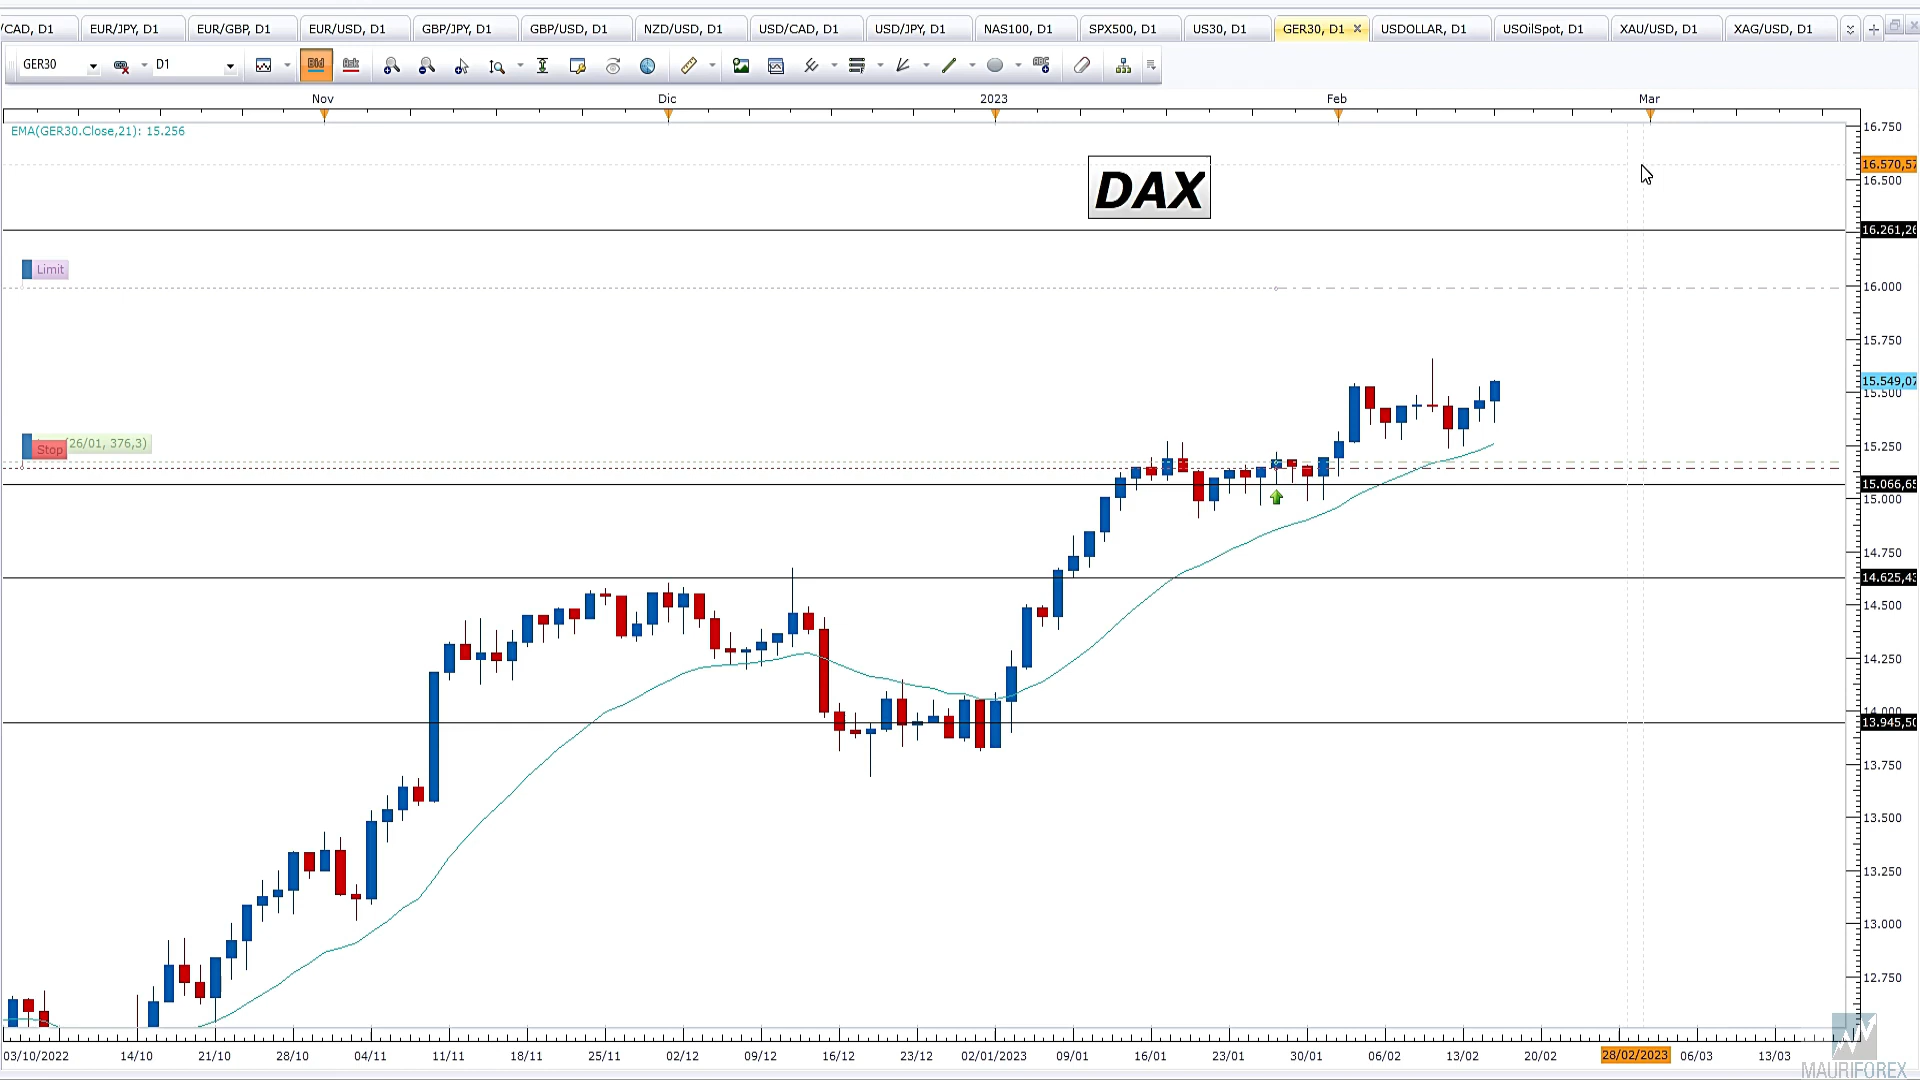 /CAD, D1 EUR/JPY, D1 EUR/GBP, D1 EUR/USD, D1 GBP/JPY, D1 GBP/USD, D1 NZD/USD, D1 USD/CAD, D1 USD/JPY, D1 NAS100, D1 SPX500, D1 US30, D1 GER30, D1 USDOLLAR, D1 USOilSpot, D1 XAU/USD, D1 XAG/USD, D1
GER30 D1 Bid Ask ABC
Nov Dic 2023 Feb Mar
EMA(GER30.Close,21): 15.256
16.750
16.570,57
DAX
16.500
16.261,26
Limit
16.000
15.750
15.549,07
15.500
(26/01, 376,3)
Stop
15.250
15.066,65
15.000
14.750
14.625,43
14.500
14.250
14.000
13.945,50
13.750
13.500
13.250
13.000
12.750
03/10/2022 14/10 21/10 28/10 04/11 11/11 18/11 25/11 02/12 09/12 16/12 23/12 02/01/2023 09/01 16/01 23/01 30/01 06/02 13/02 20/02 28/02/2023 06/03 13/03
MAURIFOREX